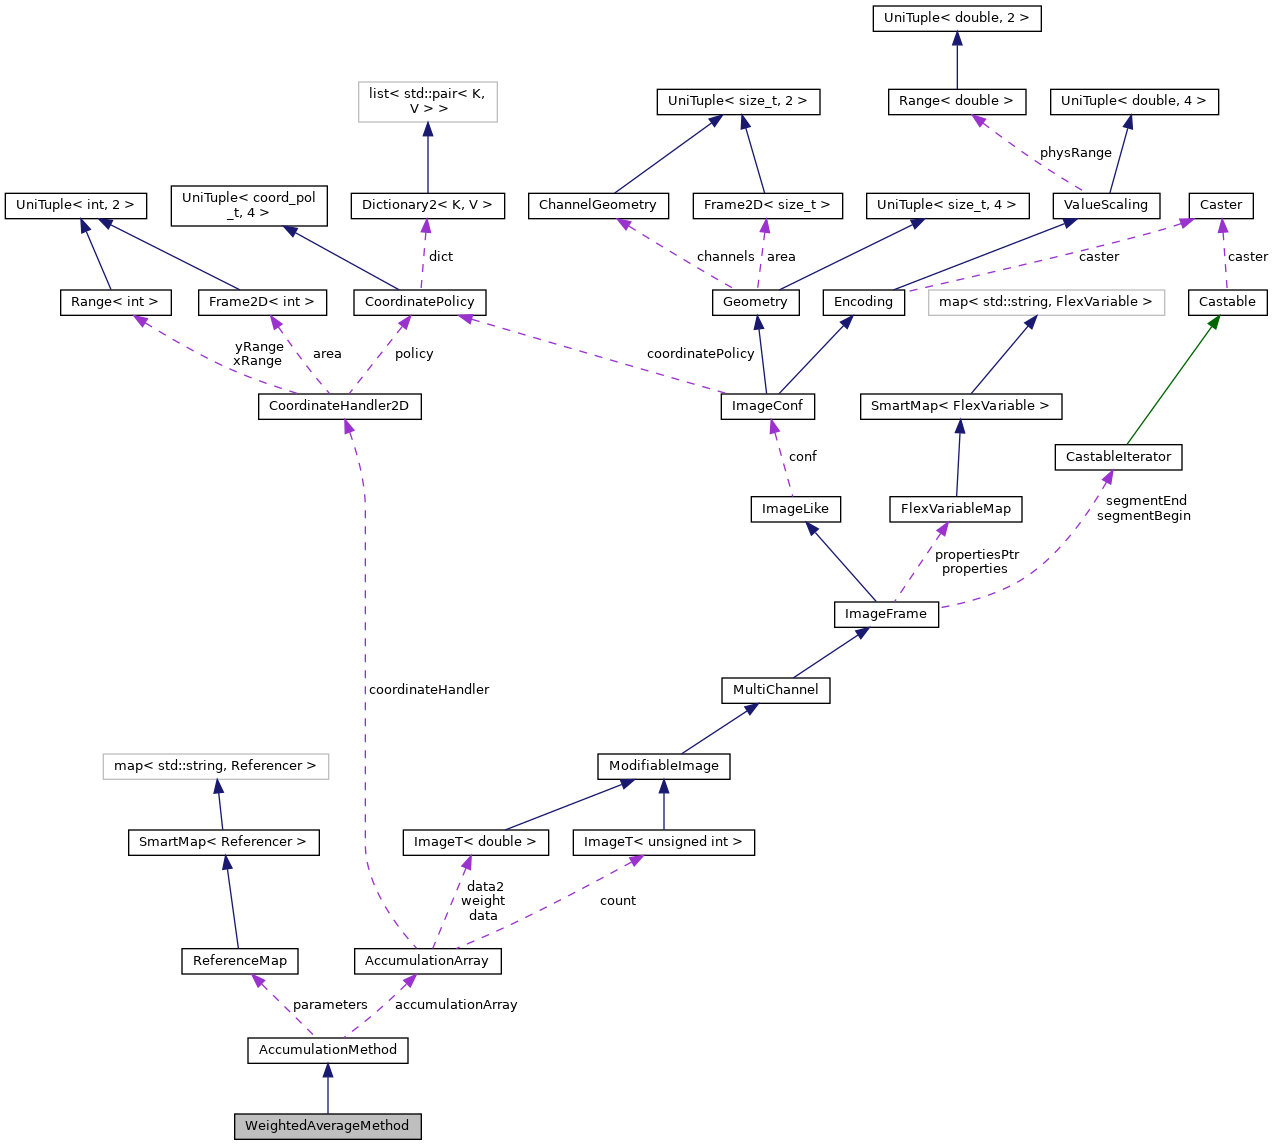 UniTuple< double, 2 >
list< std::pair< K,
V > >
UniTuple< size_t, 2 >
Range< double >
UniTuple< double, 4 >
physRange
UniTuple< int, 2 >
UniTuple< coord_pol
_t, 4 >
Dictionary2< K, V >
ChannelGeometry
Frame2D< size_t >
UniTuple< size_t, 4 >
ValueScaling
Caster
dict
channels
area
caster
caster
Range< int >
Frame2D< int >
CoordinatePolicy
Geometry
Encoding
map< std::string, FlexVariable >
Castable
yRange
xRange
area
policy
coordinatePolicy
CoordinateHandler2D
ImageConf
SmartMap< FlexVariable >
conf
CastableIterator
ImageLike
FlexVariableMap
segmentEnd
segmentBegin
propertiesPtr
properties
ImageFrame
coordinateHandler
MultiChannel
map< std::string, Referencer >
ModifiableImage
SmartMap< Referencer >
ImageT< double >
ImageT< unsigned int >
data2
weight
data
count
ReferenceMap
AccumulationArray
parameters
accumulationArray
AccumulationMethod
WeightedAverageMethod